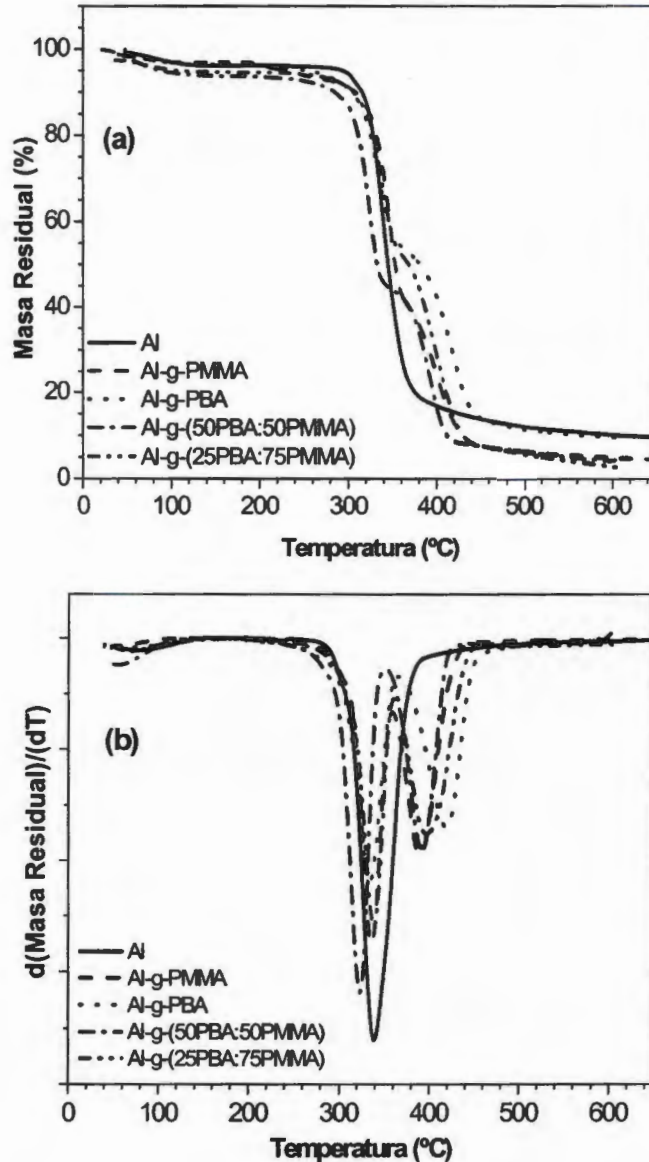 100
80
60
40
20
0
Masa Residual (%)
(a)
Al
Al-g-PMMA
Al-g-PBA
Al-g-(50PBA:50PMMA)
Al-g-(25PBA:75PMMA)
0 100 200 300 400 500 600
Temperatura (ºC)
d(Masa Residual)/(dT)
(b)
Al
Al-g-PMMA
Al-g-PBA
Al-g-(50PBA:50PMMA)
Al-g-(25PBA:75PMMA)
0 100 200 300 400 500 600
Temperatura (ºC)